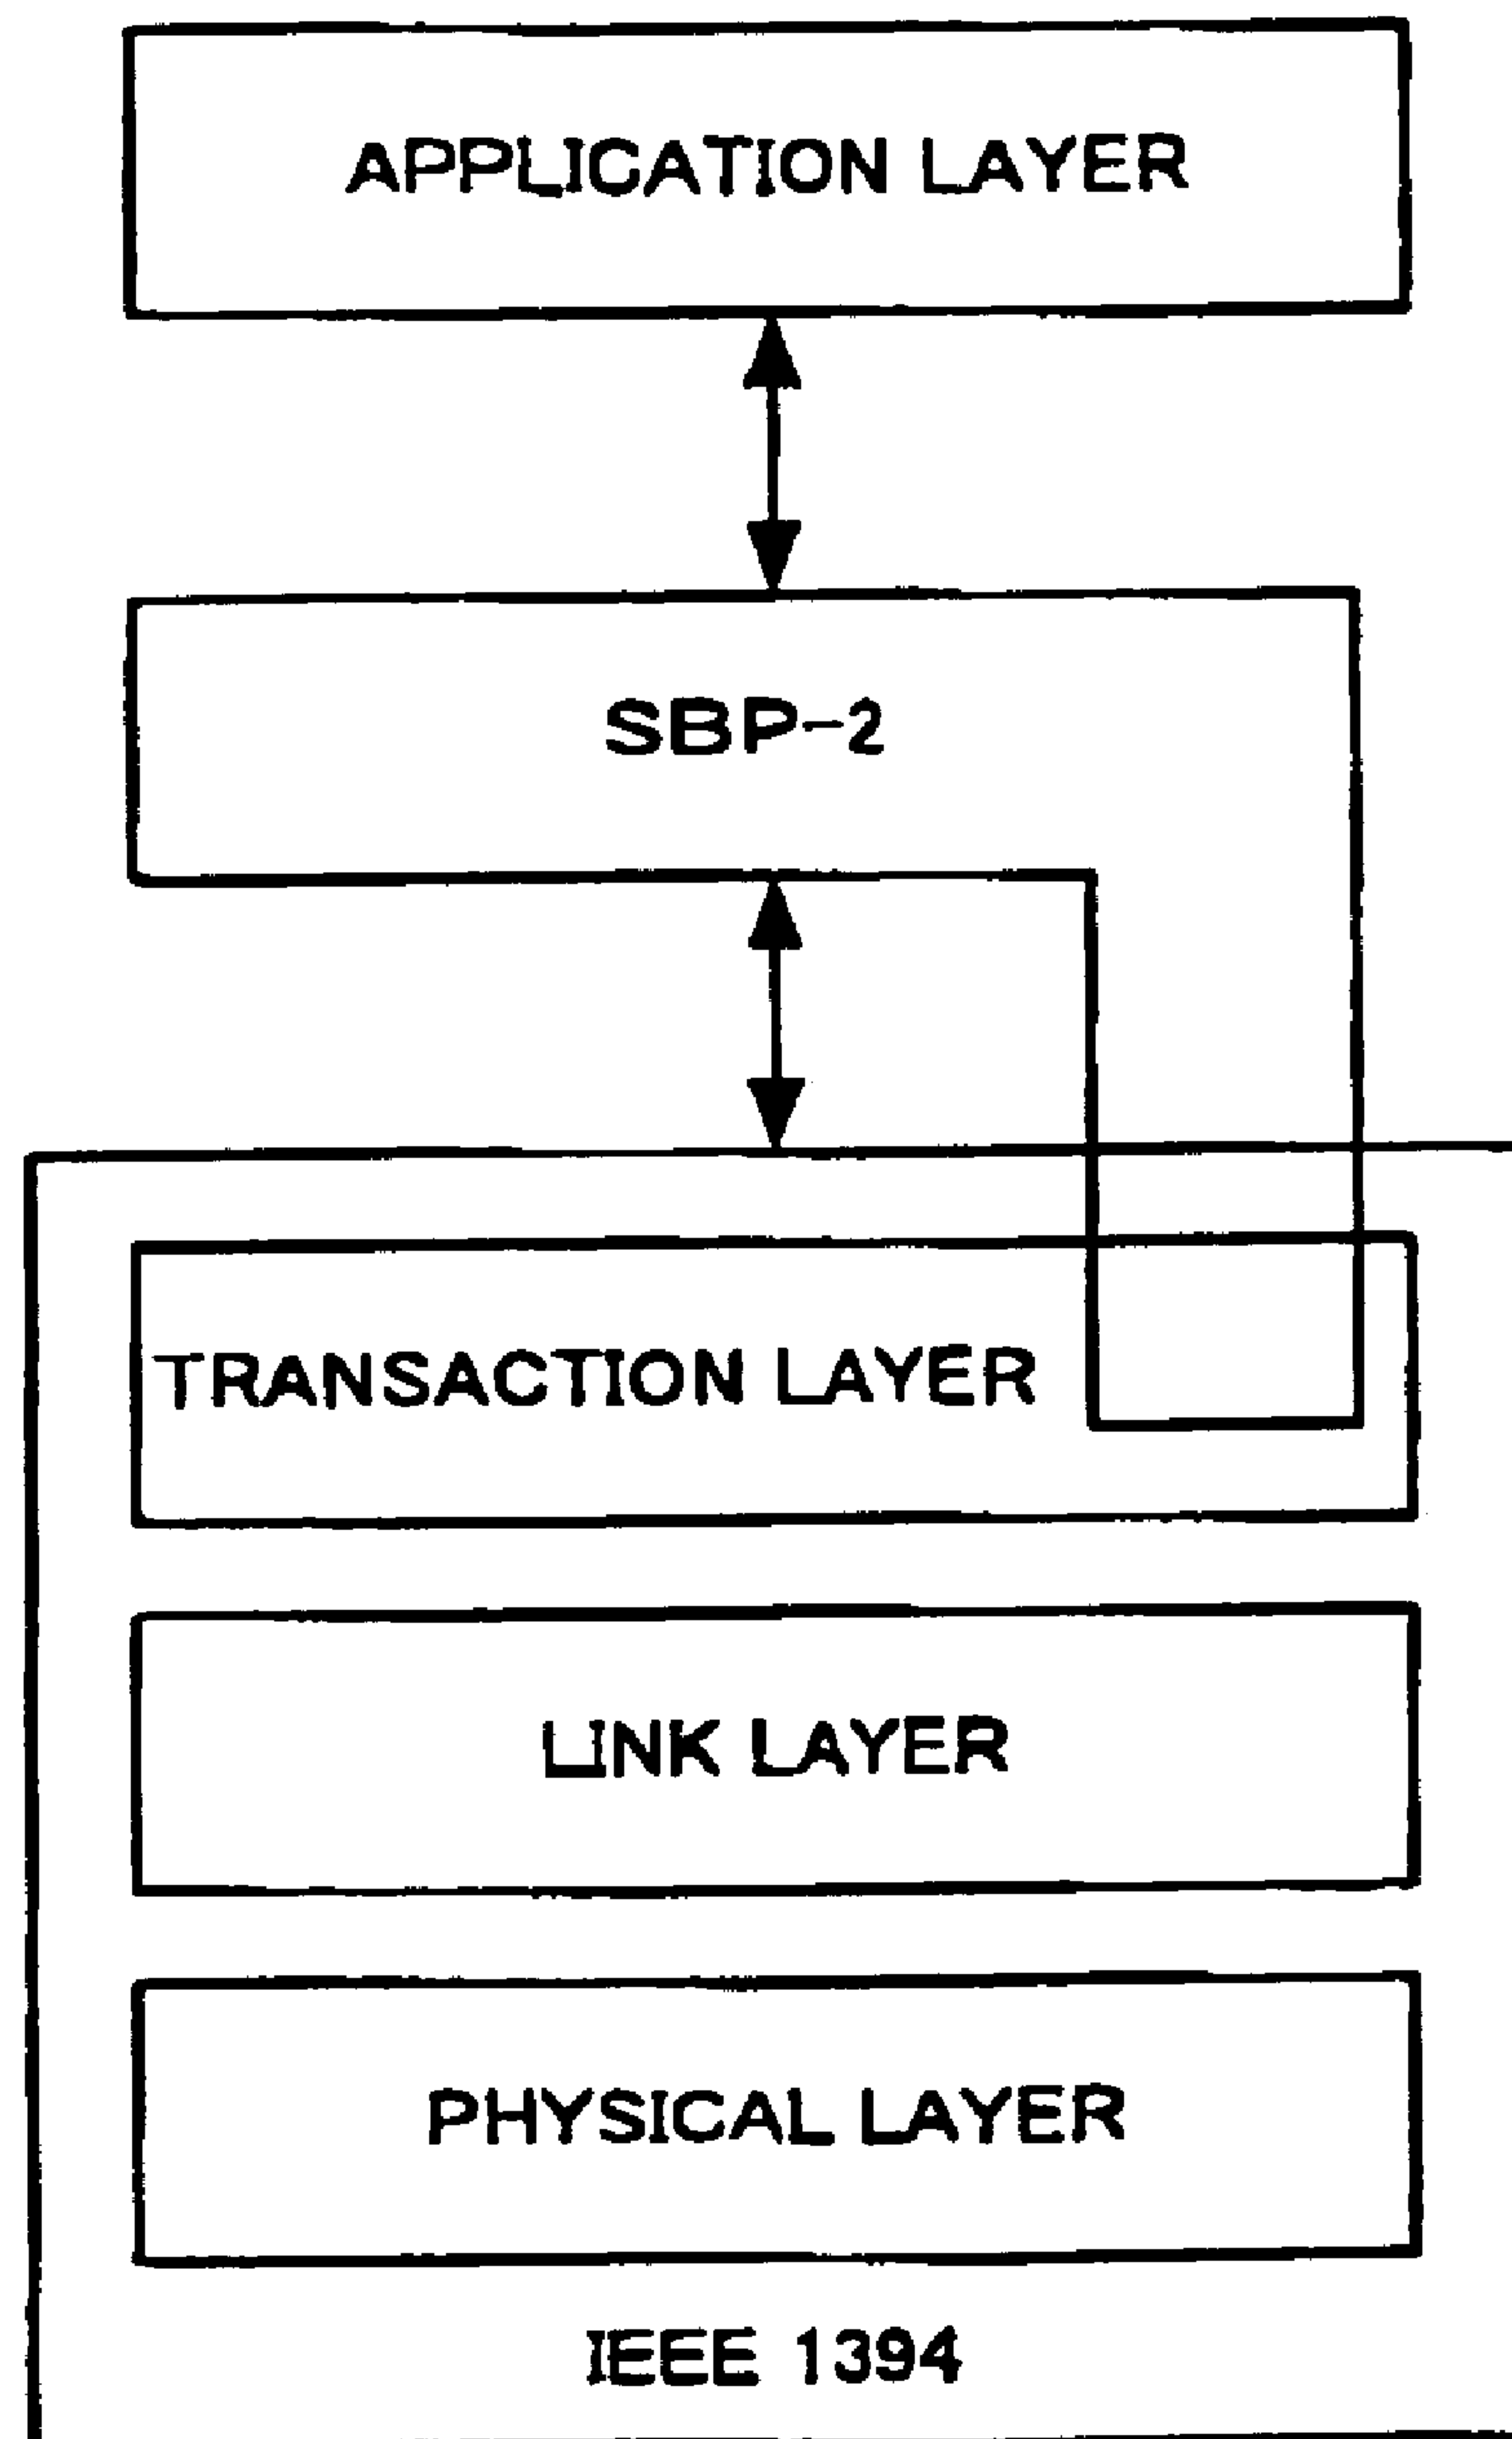 APPLICATION LAYER
SBP-2
TRANSACTION LAYER
LINK LAYER
PHYSICAL LAYER
IEEE 1394